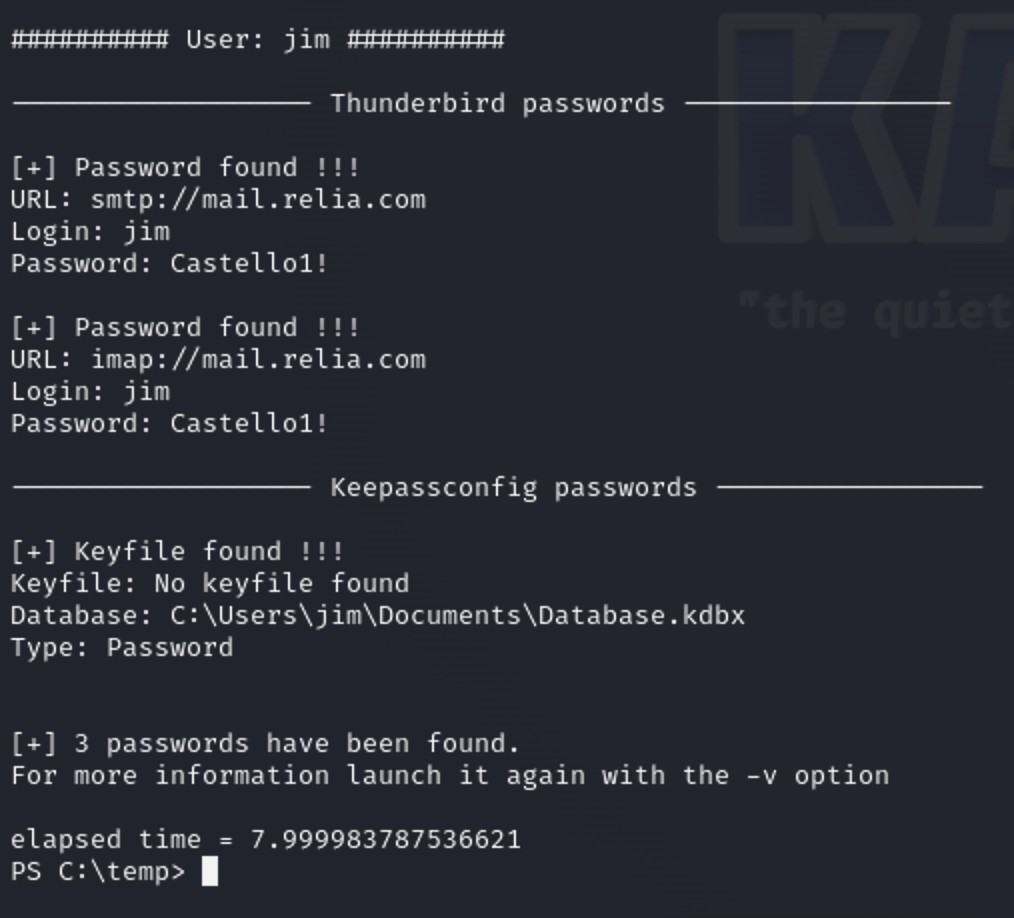 ########## User: jim ##########
------------------- Thunderbird passwords -----------------
[+] Password found !!!
URL: smtp://mail.relia.com
Login: jim
Password: Castello1!
[+] Password found !!!
URL: imap://mail.relia.com
Login: jim
Password: Castello1!
------------------- Keepassconfig passwords -----------------
[+] Keyfile found !!!
Keyfile: No keyfile found
Database: C:\Users\jim\Documents\Database.kdbx
Type: Password
[+] 3 passwords have been found.
For more information launch it again with the -v option
elapsed time = 7.999983787536621
PS C:\temp>
KA
"the quiet